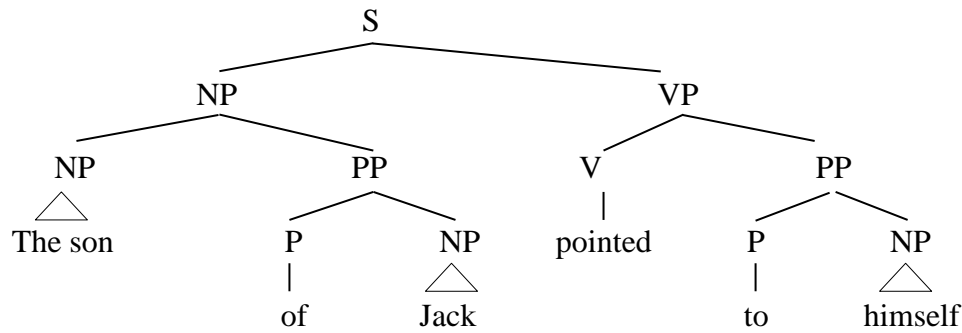 S
NP VP
NP PP V PP
The son P NP pointed P NP
of Jack to himself